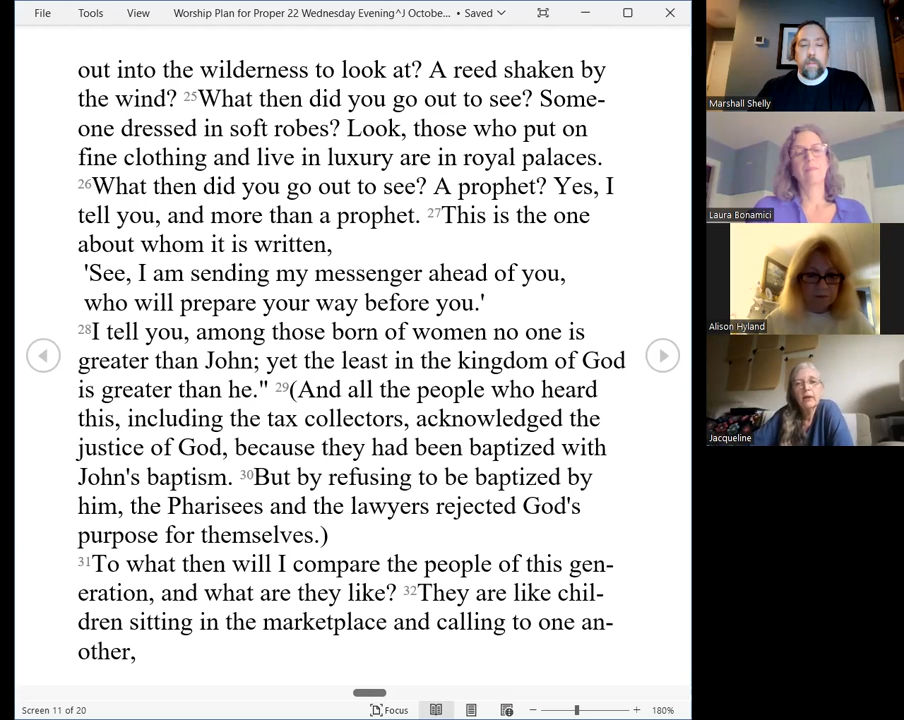 File
Tools
View
Worship Plan for Proper 22 Wednesday Evening^J Octobe... • Saved
out into the wilderness to look at? A reed shaken by
the wind? 25What then did you go out to see? Some-
one dressed in soft robes? Look, those who put on
fine clothing and live in luxury are in royal palaces.
26What then did you go out to see? A prophet? Yes, I
tell you, and more than a prophet. 27This is the one
about whom it is written,
'See, I am sending my messenger ahead of you,
who will prepare your way before you.'
28I tell you, among those born of women no one is
greater than John; yet the least in the kingdom of God
is greater than he." 29(And all the people who heard
this, including the tax collectors, acknowledged the
justice of God, because they had been baptized with
John's baptism. 30But by refusing to be baptized by
him, the Pharisees and the lawyers rejected God's
purpose for themselves.)
31To what then will I compare the people of this gen-
eration, and what are they like? 32They are like chil-
dren sitting in the marketplace and calling to one an-
other,
Screen 11 of 20
Focus
180%
Marshall Shelly
Laura Bonamici
Alison Hyland
Jacqueline